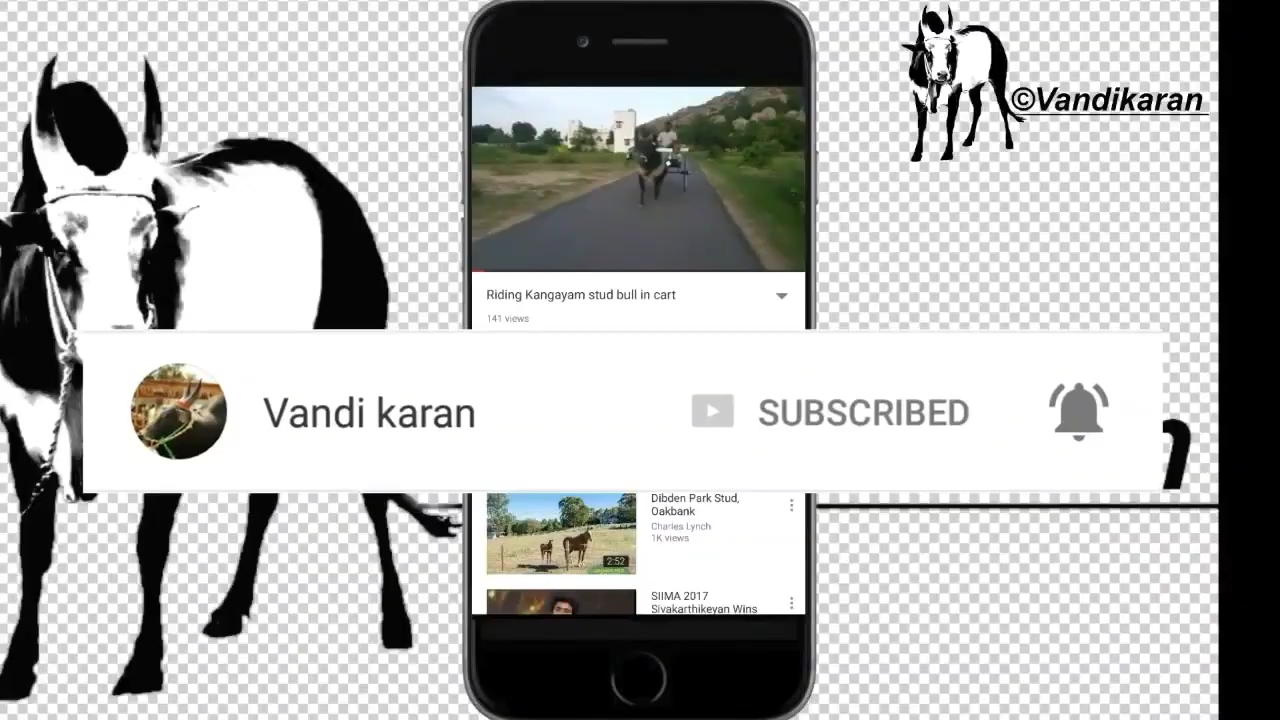 ©Vandikaran
Riding Kangayam stud bull in cart
141 views
Vandi karan
SUBSCRIBED
Dibden Park Stud,
Oakbank
Charles Lynch
1K views
2:52
SIIMA 2017
Sivakarthikeyan Wins